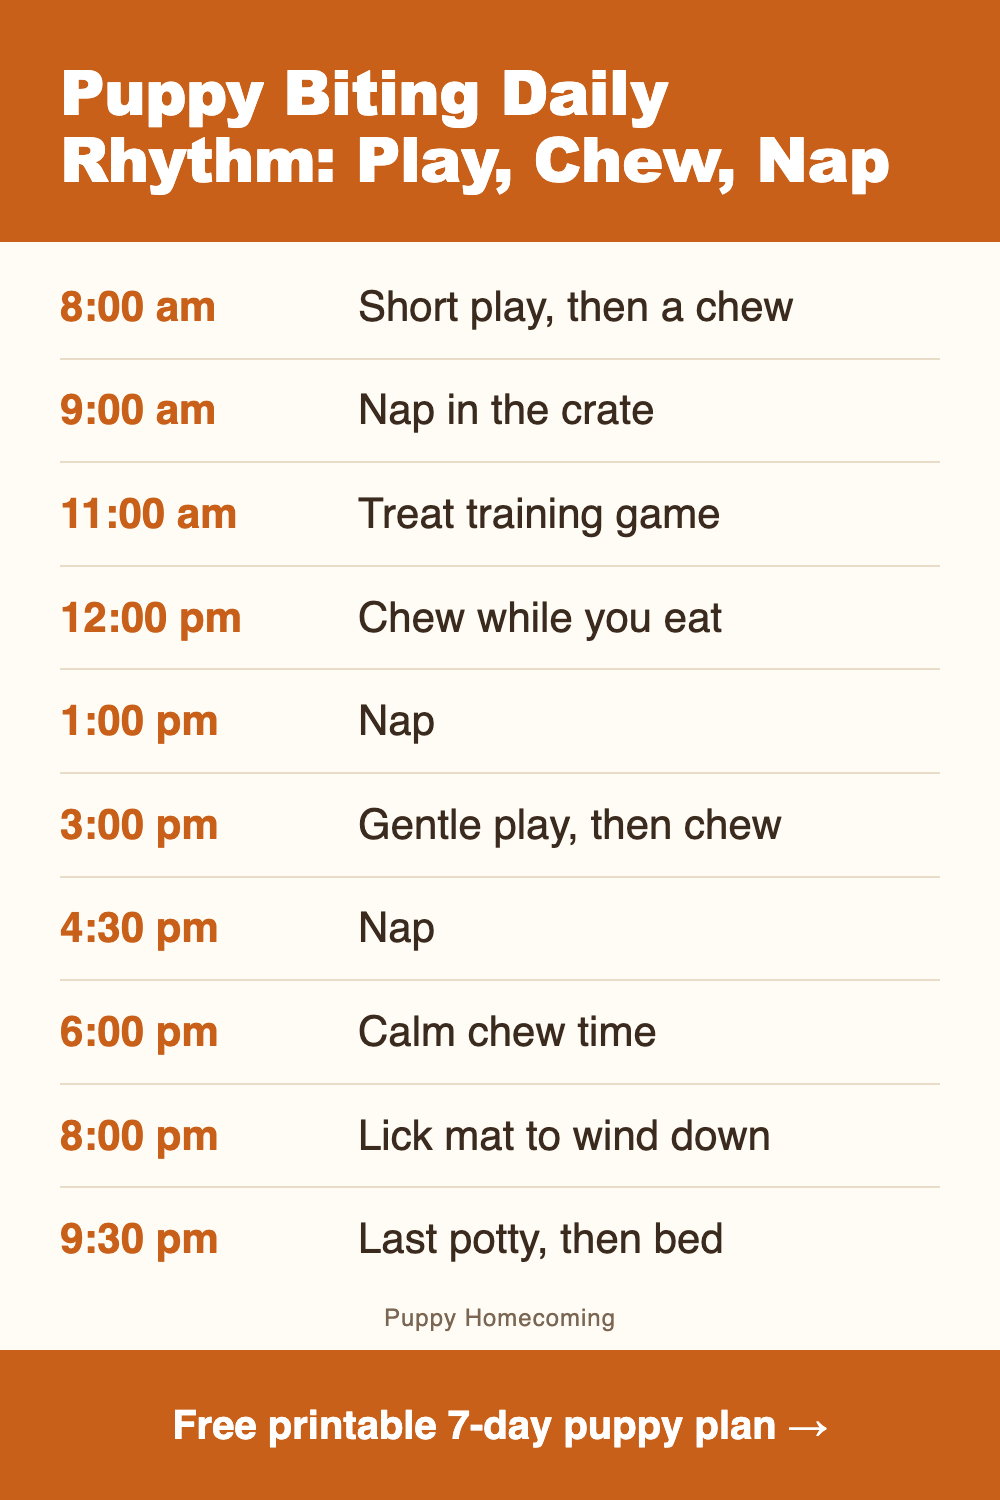 Puppy Biting Daily
Rhythm: Play, Chew, Nap
8:00 am Short play, then a chew
9:00 am Nap in the crate
11:00 am Treat training game
12:00 pm Chew while you eat
1:00 pm Nap
3:00 pm Gentle play, then chew
4:30 pm Nap
6:00 pm Calm chew time
8:00 pm Lick mat to wind down
9:30 pm Last potty, then bed
Puppy Homecoming
Free printable 7-day puppy plan →